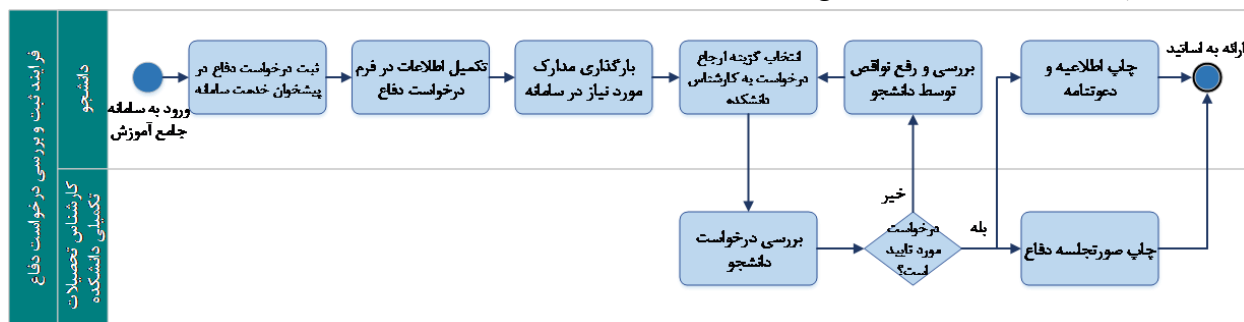 فرایند ثبت و بررسی درخواست دفاع
دانشجو
ورود به سامانه
جامع آموزش
ثبت درخواست دفاع در
پیشخوان خدمت سامانه
تکمیل اطلاعات در فرم
درخواست دفاع
بارگذاری مدارک
مورد نیاز در سامانه
انتخاب گزینه ارجاع
درخواست به کارشناس
دانشکده
بررسی و رفع نواقص
توسط دانشجو
چاپ اطلاعیه و
دعوتنامه
ارائه به اساتید
کارشناس تحصیلات
تکمیلی دانشکده
بررسی درخواست
دانشجو
درخواست
مورد تایید
است؟
خیر
بله
چاپ صورتجلسه دفاع